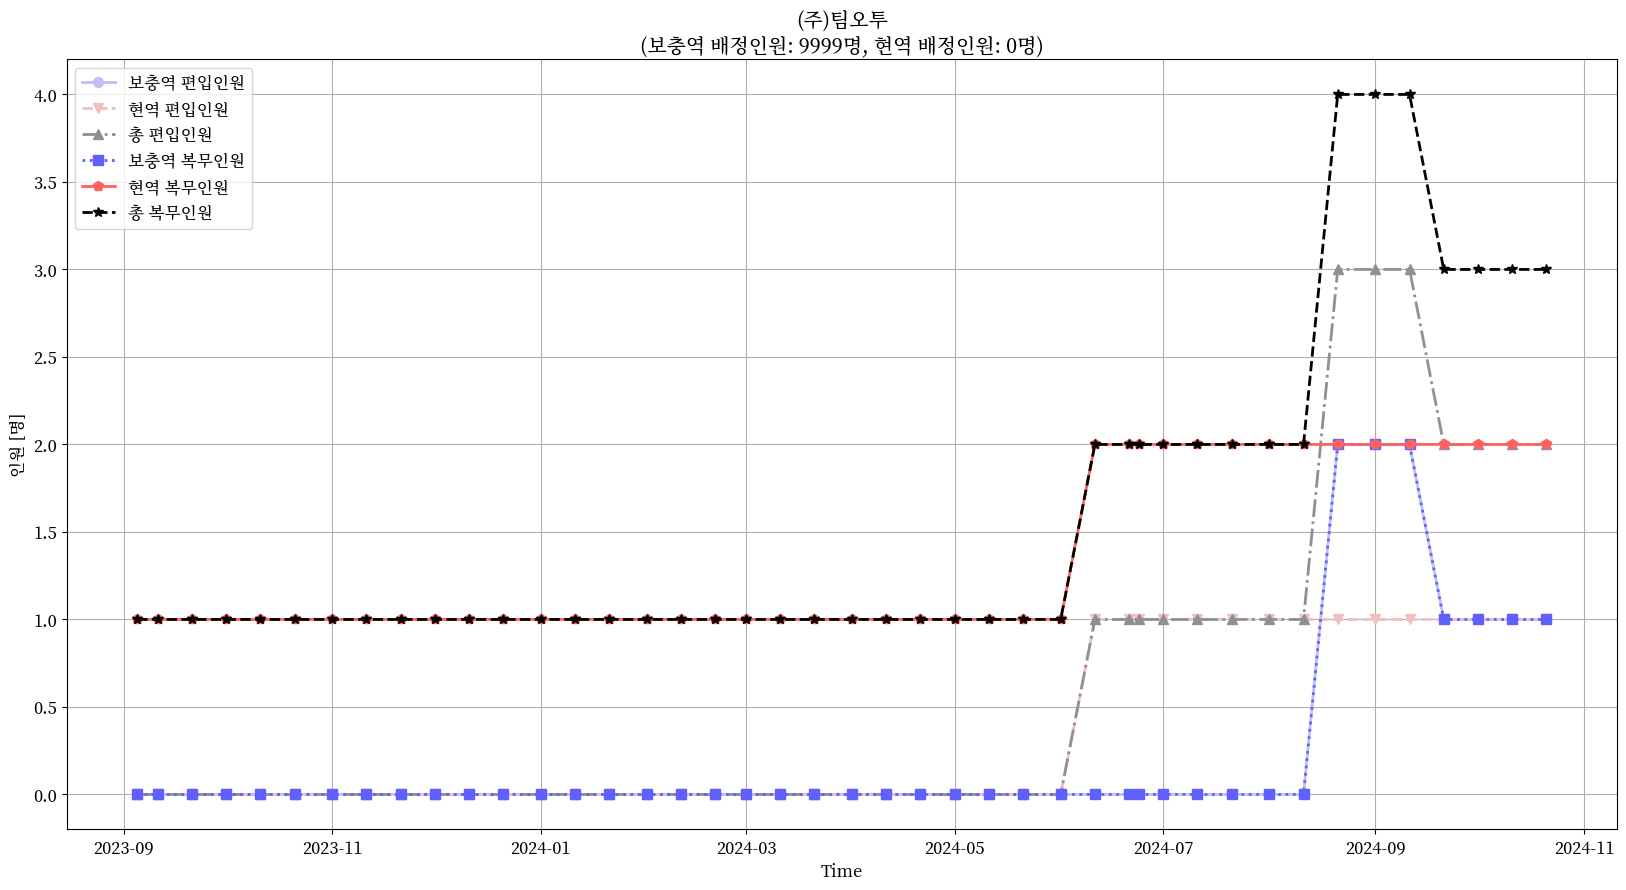 (주)팀오투
(보충역 배정인원: 9999명, 현역 배정인원: 0명)
보충역 편입인원
현역 편입인원
총 편입인원
보충역 복무인원
현역 복무인원
총 복무인원
4.0
3.5
3.0
2.5
2.0
1.5
1.0
0.5
0.0
인원 [명]
2023-09
2023-11
2024-01
2024-03
2024-05
2024-07
2024-09
2024-11
Time